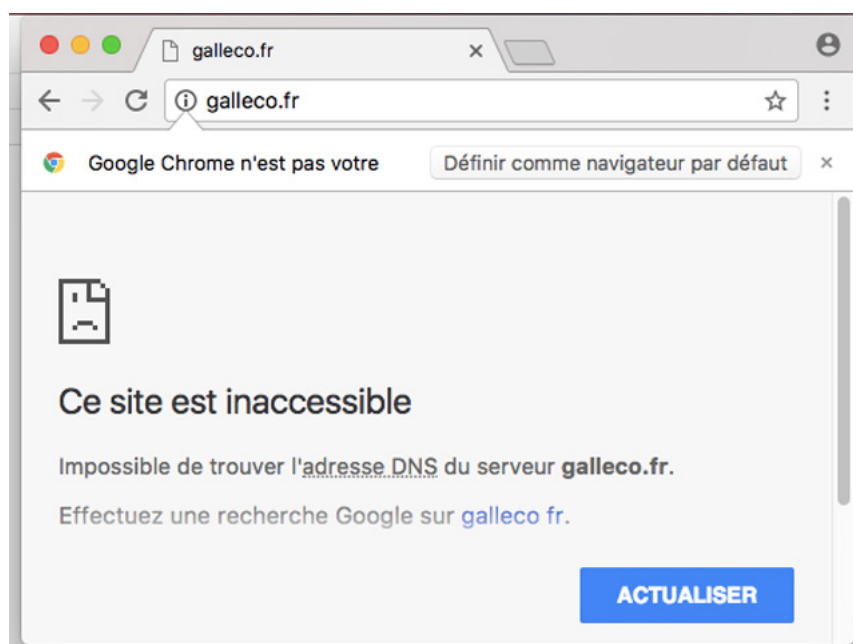 galleco.fr
galleco.fr
Google Chrome n'est pas votre Définir comme navigateur par défaut
Ce site est inaccessible
Impossible de trouver l'adresse DNS du serveur galleco.fr.
Effectuez une recherche Google sur galleco fr.
ACTUALISER